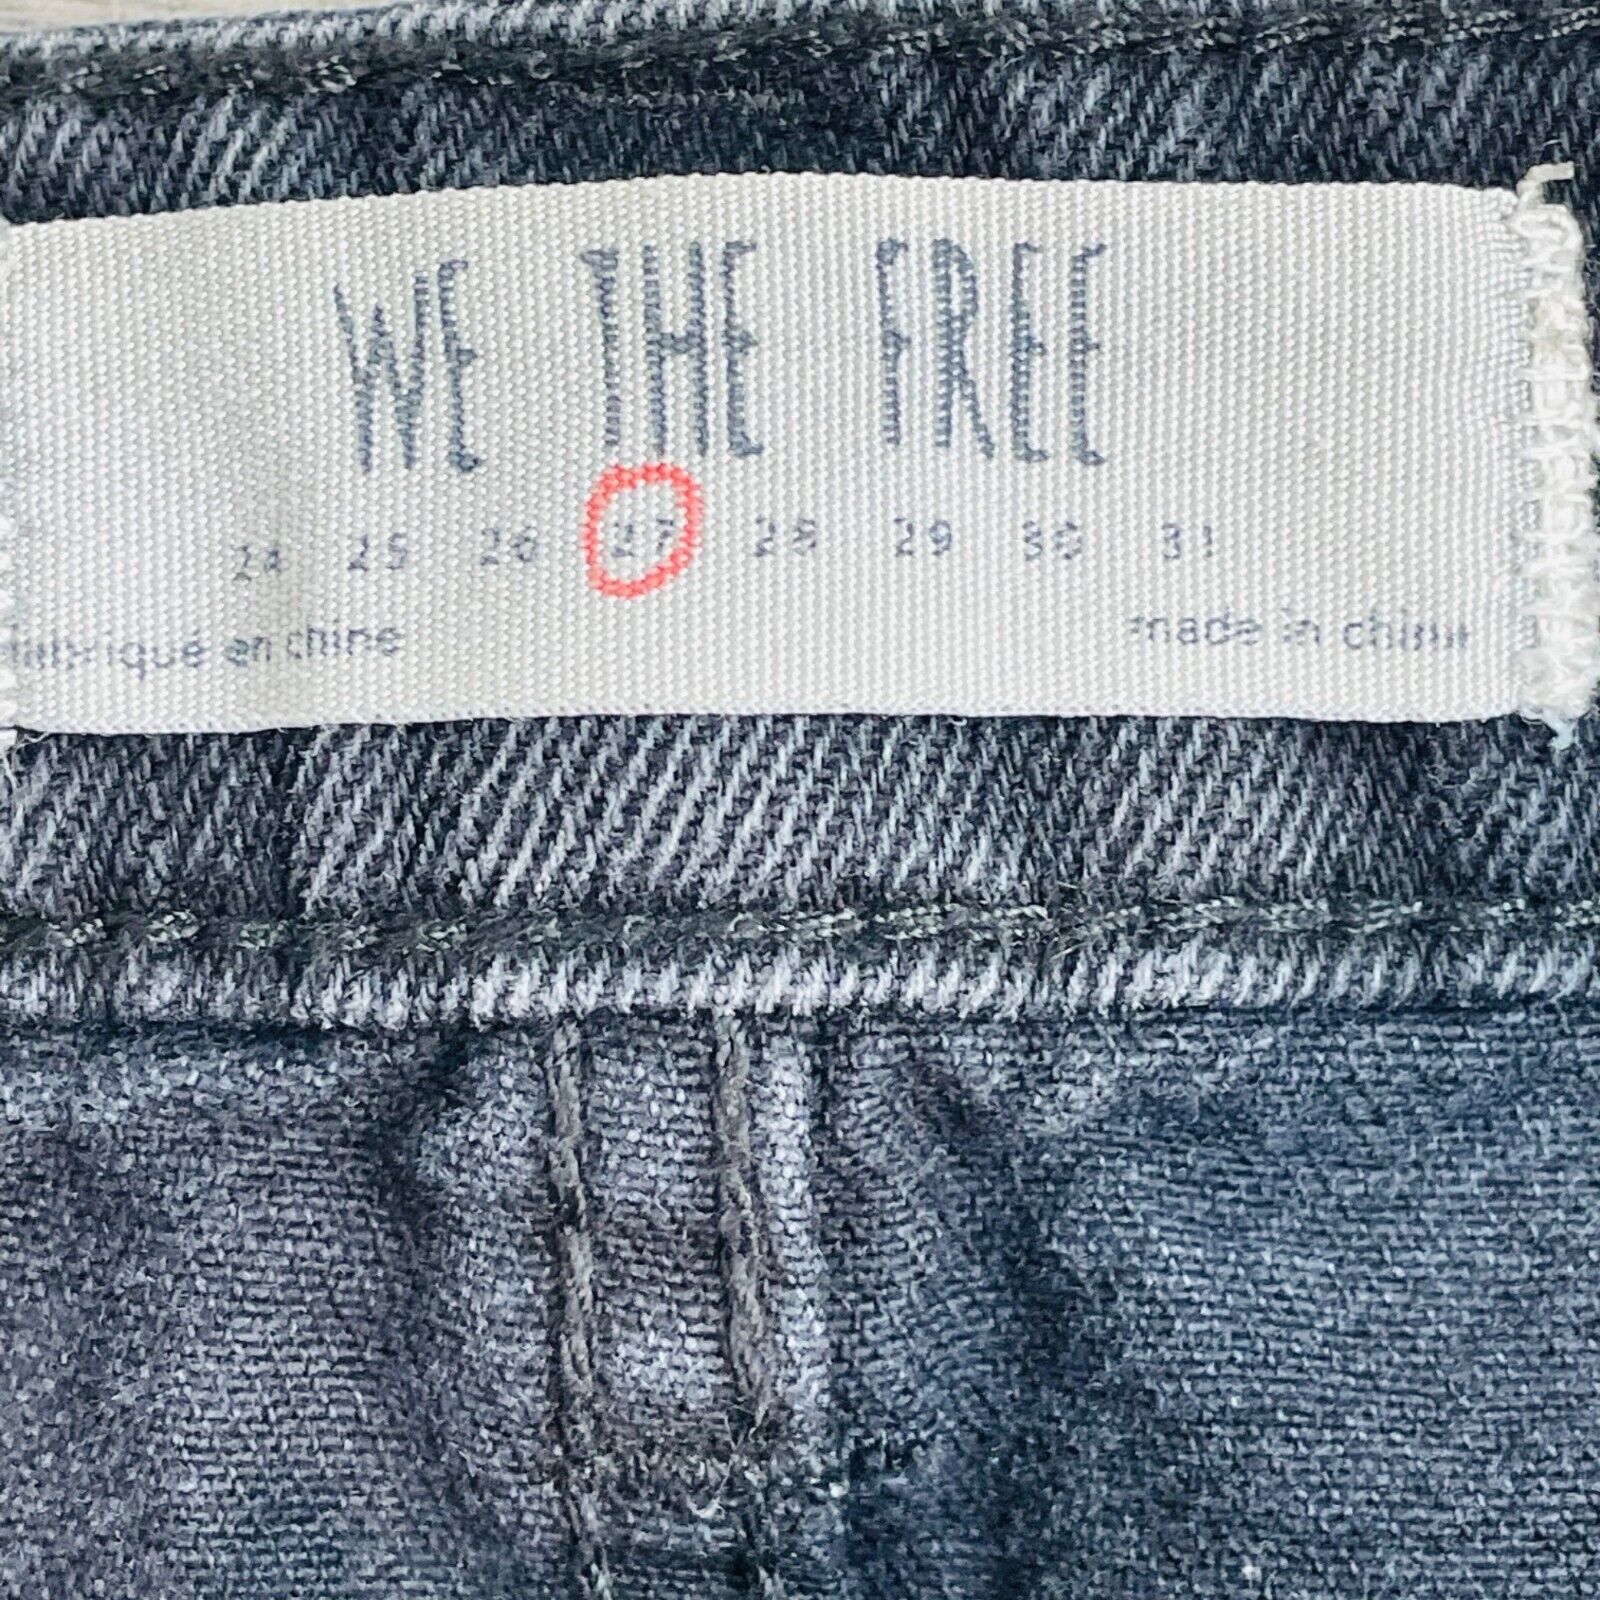 WE THE FREE
24 25 26 27 28 29 30 31
fabriqué en chine made in china